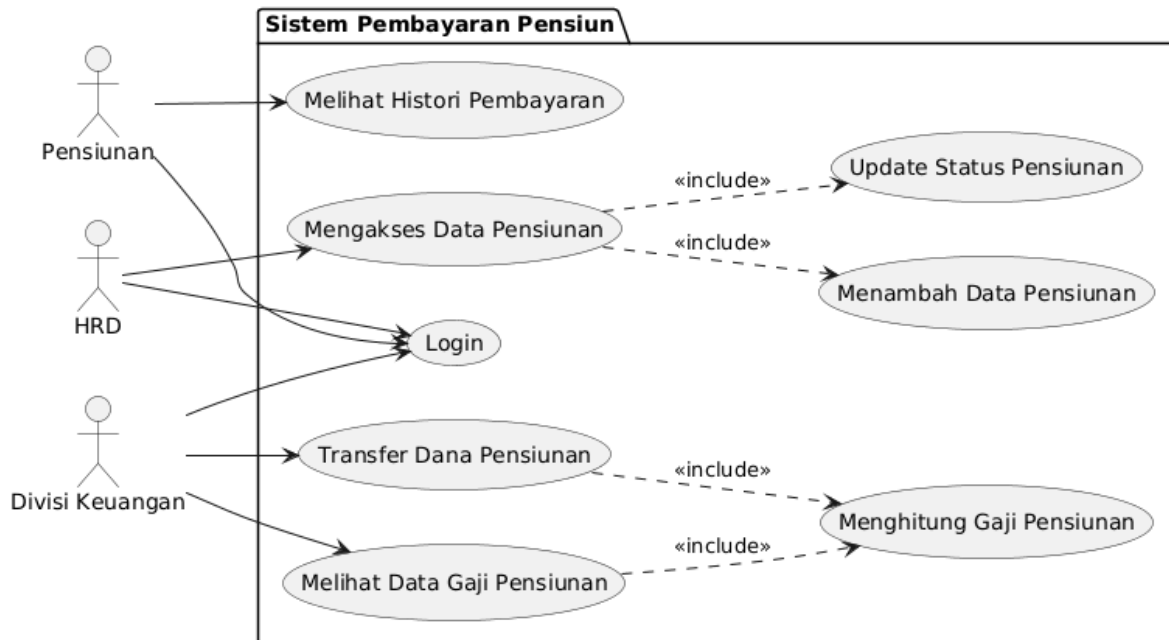 Sistem Pembayaran Pensiun
Melihat Histori Pembayaran
Pensiunan
Update Status Pensiunan
«include»
Mengakses Data Pensiunan
«include»
Menambah Data Pensiunan
HRD
Login
Transfer Dana Pensiunan
«include»
Divisi Keuangan
Menghitung Gaji Pensiunan
«include»
Melihat Data Gaji Pensiunan